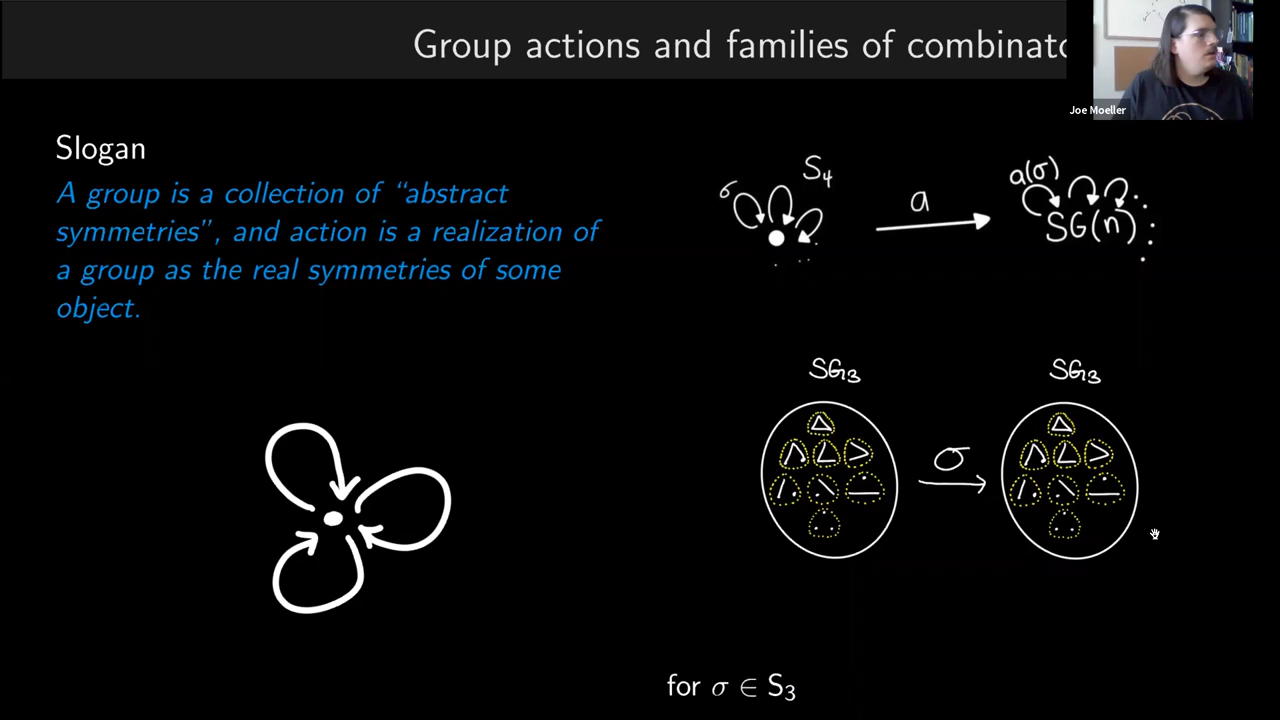 Group actions and families of
Joe Moeller
Slogan
A group is a collection of “abstract
symmetries”, and action is a realization of
a group as the real symmetries of some
object.
σ
S₄
a
a(σ)
SG(n)
SG₃
SG₃
σ
for σ ∈ S₃